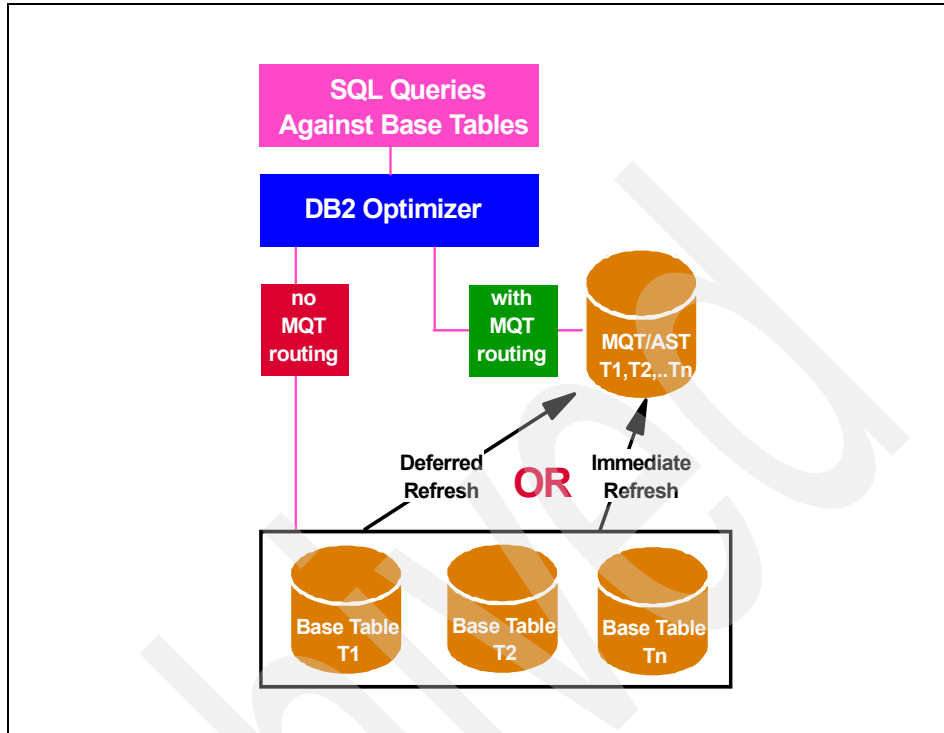 SQL Queries
Against Base Tables
DB2 Optimizer
no
MQT
routing
with
MQT
routing
MQT/AST
T1,T2,..Tn
Deferred
Refresh
OR
Immediate
Refresh
Base Table
T1
Base Table
T2
Base Table
Tn
hived